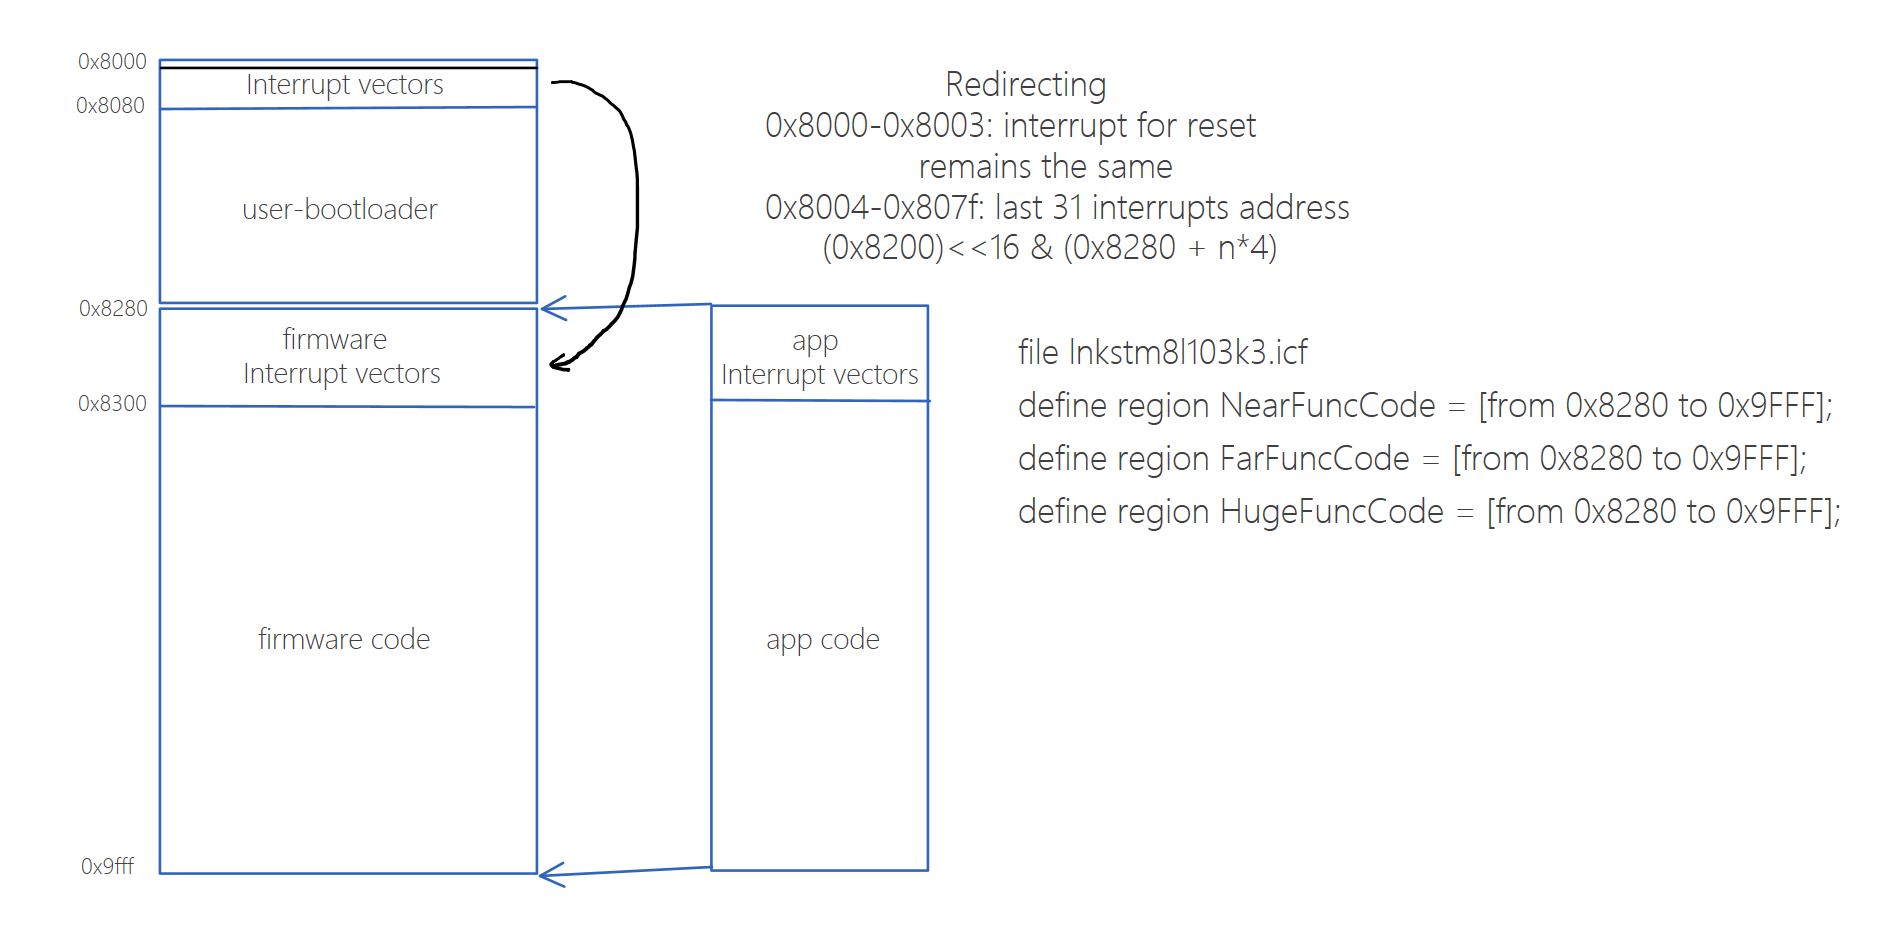 0x8000
Interrupt vectors
0x8080
user-bootloader
0x8280
firmware
Interrupt vectors
0x8300
firmware code
0x9fff
app
Interrupt vectors
app code
Redirecting
0x8000-0x8003: interrupt for reset
remains the same
0x8004-0x807f: last 31 interrupts address
(0x8200)<<16 & (0x8280 + n*4)
file lnkstm8l103k3.icf
define region NearFuncCode = [from 0x8280 to 0x9FFF];
define region FarFuncCode = [from 0x8280 to 0x9FFF];
define region HugeFuncCode = [from 0x8280 to 0x9FFF];